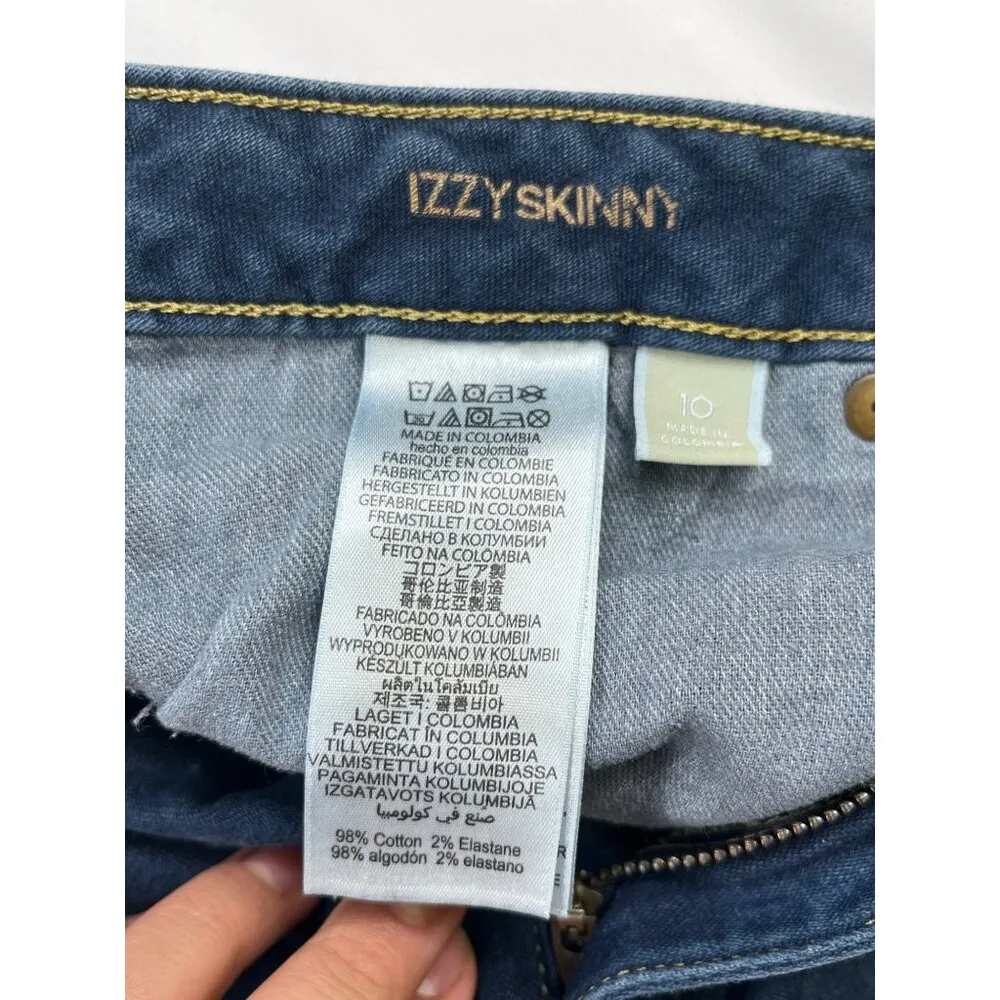 IZZYSKINNY
MADE IN COLOMBIA
hecho en colombia
FABRIQUÉ EN COLOMBIE
FABBRICATO IN COLOMBIA
HERGESTELLT IN KOLUMBIEN
GEFABRICEERD IN COLOMBIA
FREMSTILLET I COLOMBIA
СДЕЛАНО В КОЛУМБИИ
FEITO NA COLÔMBIA
コロンビア製
哥伦比亚制造
哥倫比亞製造
FABRICADO NA COLÔMBIA
VYROBENO V KOLUMBII
WYPRODUKOWANO W KOLUMBII
KÉSZÜLT KOLUMBIÁBAN
ผลิตในโคลัมเบีย
제조국: 콜롬비아
LAGET I COLOMBIA
FABRICAT ÎN COLUMBIA
TILLVERKAD I COLOMBIA
VALMISTETTU KOLUMBIASSA
PAGAMINTA KOLUMBIJOJE
IZGATAVOTS KOLUMBIJĀ
صنع في كولومبيا
98% Cotton 2% Elastane
98% algodón 2% elastano
10
MADE IN
COLOMBIA
R
E